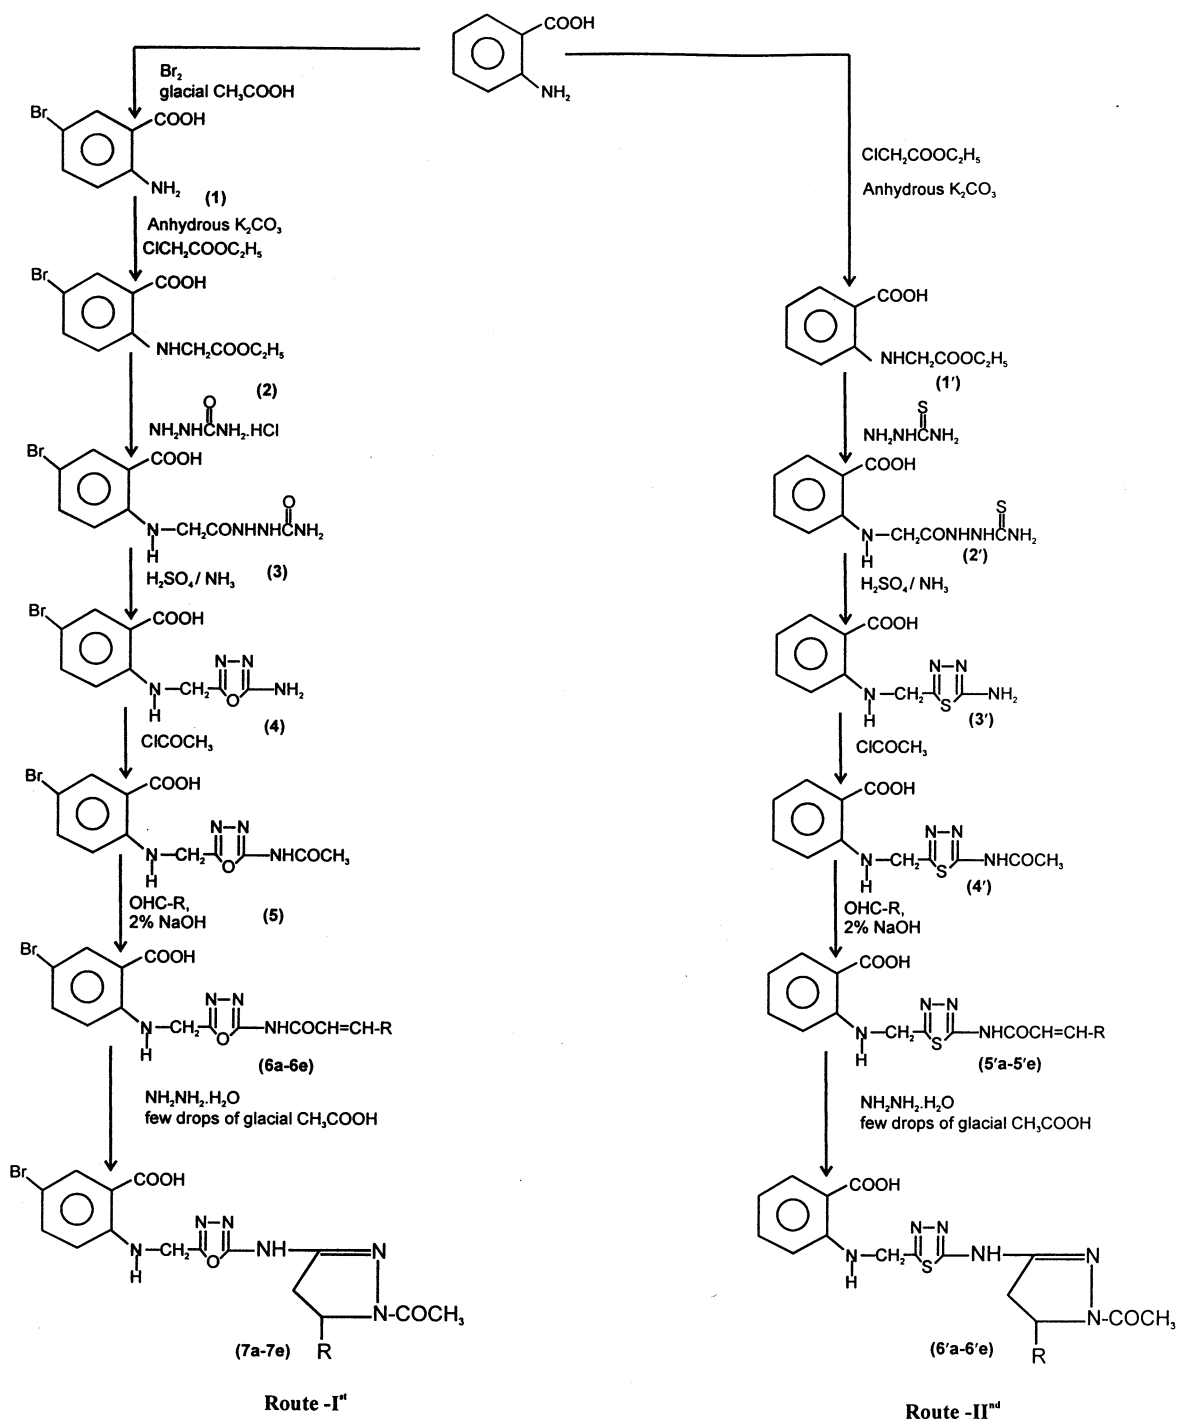 COOH
NH₂
Br₂
glacial CH₃COOH
Br
COOH
NH₂
(1)
Anhydrous K₂CO₃
ClCH₂COOC₂H₅
Br
COOH
NHCH₂COOC₂H₅
(2)
O
NH₂NHCNH₂.HCl
Br
COOH
O
N—CH₂CONHNHCNH₂
H
(3)
H₂SO₄ / NH₃
Br
COOH
N–N
N—CH₂ O NH₂
H
(4)
ClCOCH₃
Br
COOH
N–N
N—CH₂ O NHCOCH₃
H
(5)
OHC-R,
2% NaOH
Br
COOH
N–N
N—CH₂ O NHCOCH=CH-R
H
(6a-6e)
NH₂NH₂.H₂O
few drops of glacial CH₃COOH
Br
COOH
N–N
N—CH₂ O NH N
H
N-COCH₃
R
(7a-7e)
Route -Iˢᵗ
ClCH₂COOC₂H₅
Anhydrous K₂CO₃
COOH
NHCH₂COOC₂H₅
(1′)
S
NH₂NHCNH₂
COOH
S
N—CH₂CONHNHCNH₂
H
(2′)
H₂SO₄ / NH₃
COOH
N–N
N—CH₂ S NH₂
H
(3′)
ClCOCH₃
COOH
N–N
N—CH₂ S NHCOCH₃
H
(4′)
OHC-R,
2% NaOH
COOH
N–N
N—CH₂ S NHCOCH=CH-R
H
(5′a-5′e)
NH₂NH₂.H₂O
few drops of glacial CH₃COOH
COOH
N–N
N—CH₂ S NH N
H
N-COCH₃
R
(6′a-6′e)
Route -IIⁿᵈ